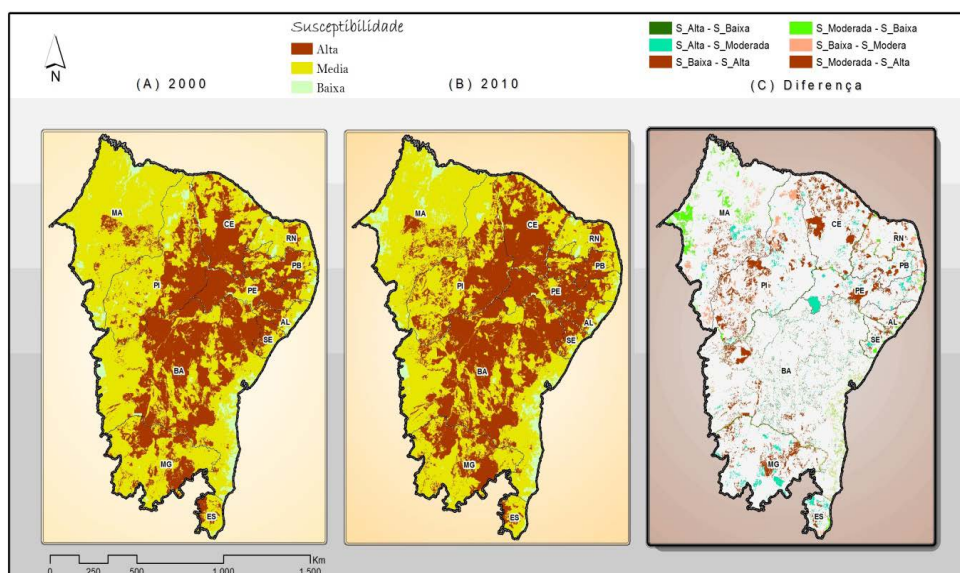 Susceptibilidade
Alta
Media
Baixa
S_Alta - S_Baixa
S_Alta - S_Moderada
S_Baixa - S_Alta
S_Moderada - S_Baixa
S_Baixa - S_Modera
S_Moderada - S_Alta
N
(A) 2000
(B) 2010
(C) Diferença
MA
CE
RN
PB
PI
PE
AL
SE
BA
MG
ES
MA
CE
RN
PB
PI
PE
AL
SE
BA
MG
ES
MA
CE
RN
PB
PI
PE
AL
SE
BA
MG
ES
Km
0 250 500 1.000 1.500